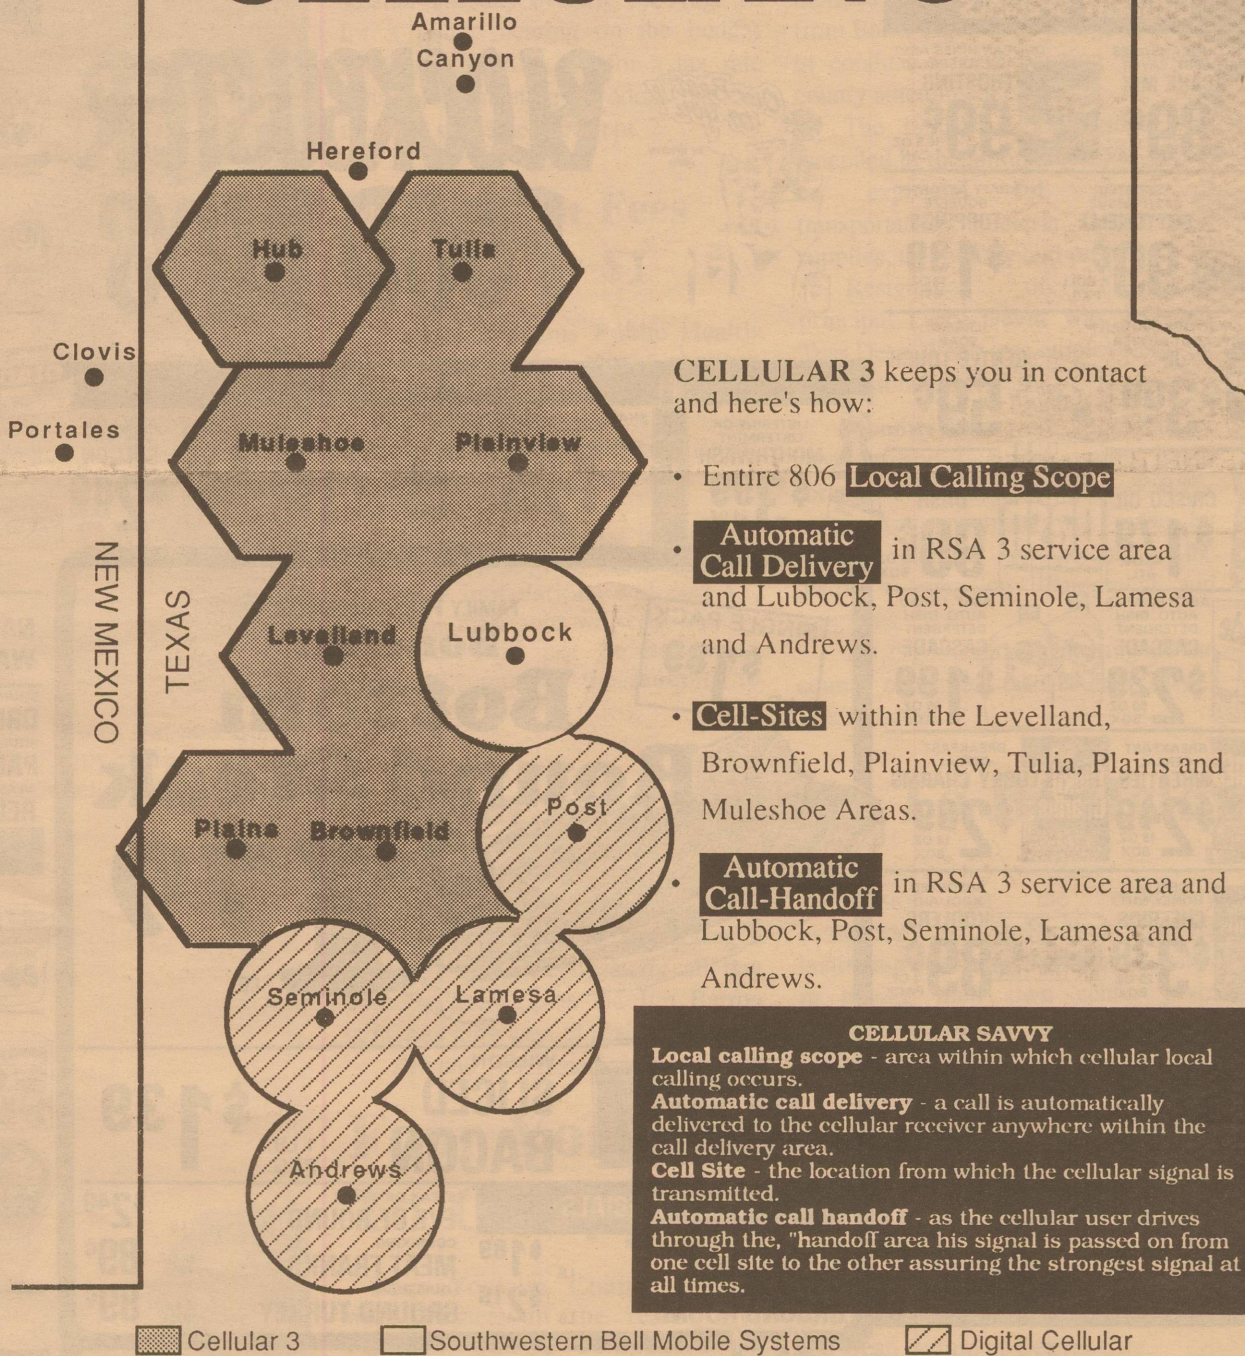 Amarillo
Canyon
Hereford
Hub
Tulia
Clovis
Portales
Muleshoe
Plainview
NEW MEXICO
TEXAS
Levelland
Lubbock
Plains
Brownfield
Post
Seminole
Lamesa
Andrews
CELLULAR 3 keeps you in contact
and here's how:
• Entire 806 Local Calling Scope
• Automatic
Call Delivery in RSA 3 service area
and Lubbock, Post, Seminole, Lamesa
and Andrews.
• Cell-Sites within the Levelland,
Brownfield, Plainview, Tulia, Plains and
Muleshoe Areas.
• Automatic
Call-Handoff in RSA 3 service area and
Lubbock, Post, Seminole, Lamesa and
Andrews.
CELLULAR SAVVY
Local calling scope - area within which cellular local
calling occurs.
Automatic call delivery - a call is automatically
delivered to the cellular receiver anywhere within the
call delivery area.
Cell Site - the location from which the cellular signal is
transmitted.
Automatic call handoff - as the cellular user drives
through the, "handoff area his signal is passed on from
one cell site to the other assuring the strongest signal at
all times.
Cellular 3
Southwestern Bell Mobile Systems
Digital Cellular